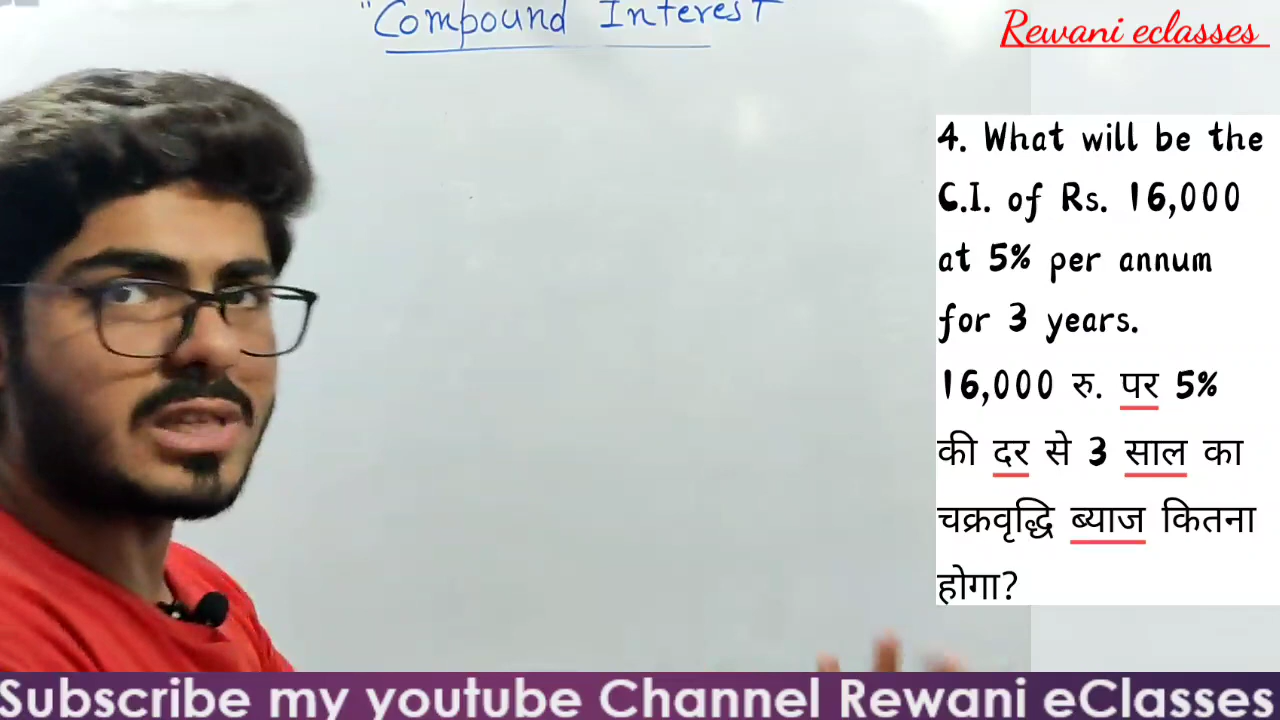 "Compound Interest
Rewani eclasses
4. What will be the
C.I. of Rs. 16,000
at 5% per annum
for 3 years.
16,000 रु. पर 5%
की दर से 3 साल का
चक्रवृद्धि ब्याज कितना
होगा?
Subscribe my youtube Channel Rewani eClasses